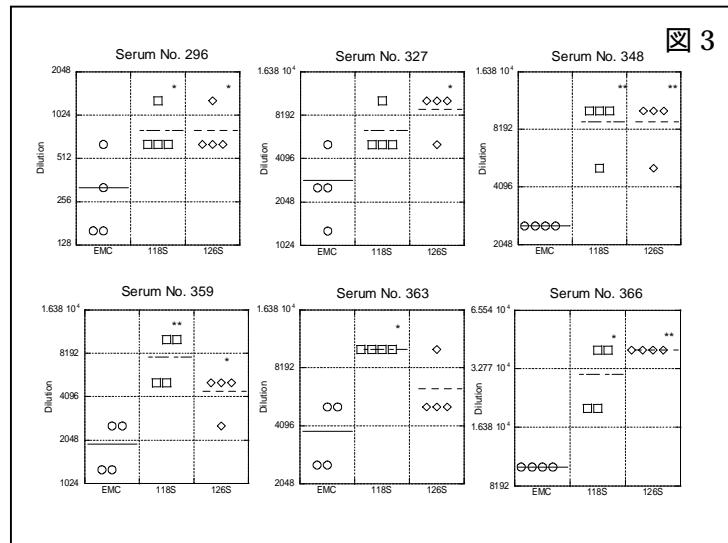 図 3
Serum No. 296
2048
1024
512
256
128
Dilution
EMC 118S 126S
* *
Serum No. 327
1.638 10⁴
8192
4096
2048
1024
Dilution
EMC 118S 126S
*
Serum No. 348
1.638 10⁴
8192
4096
2048
Dilution
EMC 118S 126S
** **
Serum No. 359
1.638 10⁴
8192
4096
2048
1024
Dilution
EMC 118S 126S
** *
Serum No. 363
1.638 10⁴
8192
4096
2048
Dilution
EMC 118S 126S
*
Serum No. 366
6.554 10⁴
3.277 10⁴
1.638 10⁴
8192
Dilution
EMC 118S 126S
* **